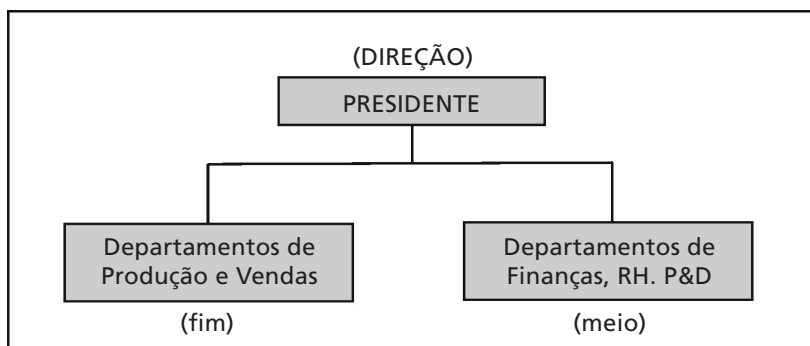 (DIREÇÃO)
PRESIDENTE
Departamentos de
Produção e Vendas
(fim)
Departamentos de
Finanças, RH. P&D
(meio)